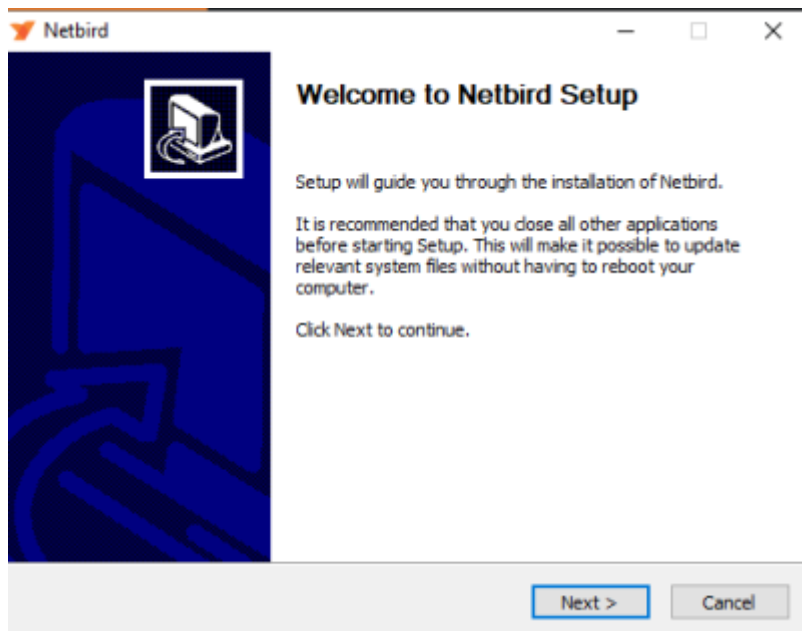 Netbird
Welcome to Netbird Setup
Setup will guide you through the installation of Netbird.
It is recommended that you close all other applications
before starting Setup. This will make it possible to update
relevant system files without having to reboot your
computer.
Click Next to continue.
Next >
Cancel